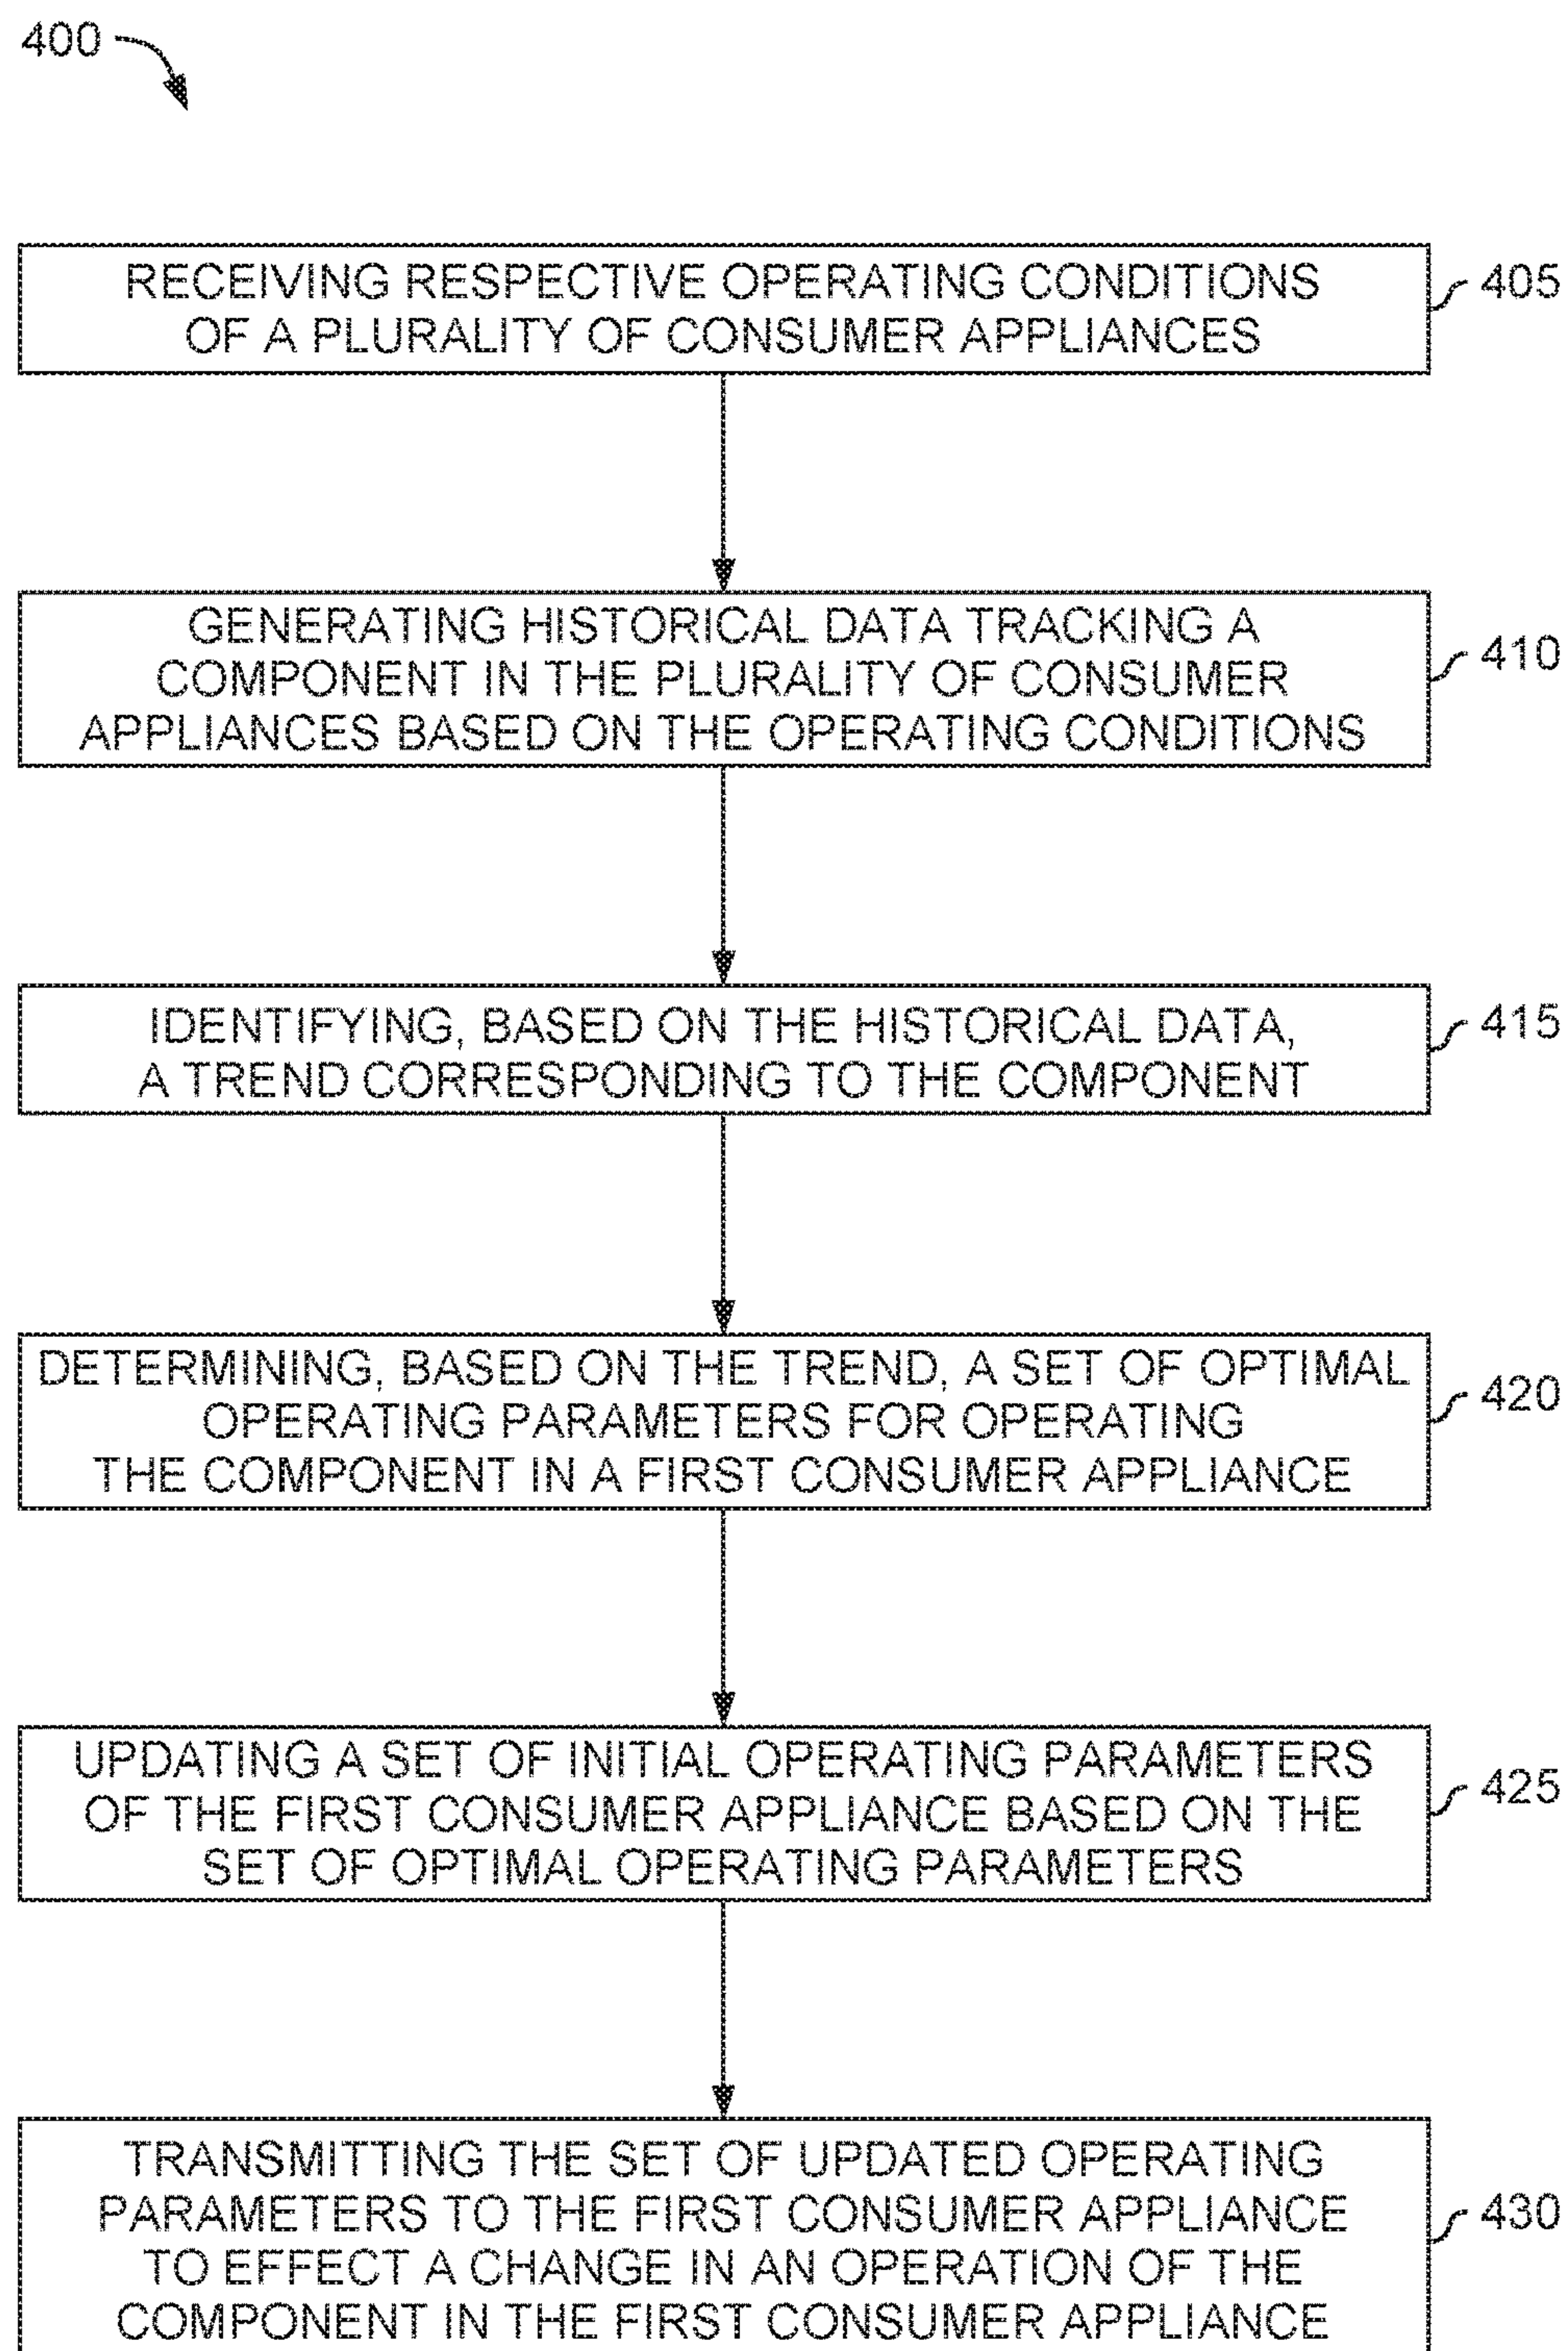 400
RECEIVING RESPECTIVE OPERATING CONDITIONS
OF A PLURALITY OF CONSUMER APPLIANCES
405
GENERATING HISTORICAL DATA TRACKING A
COMPONENT IN THE PLURALITY OF CONSUMER
APPLIANCES BASED ON THE OPERATING CONDITIONS
410
IDENTIFYING, BASED ON THE HISTORICAL DATA,
A TREND CORRESPONDING TO THE COMPONENT
415
DETERMINING, BASED ON THE TREND, A SET OF OPTIMAL
OPERATING PARAMETERS FOR OPERATING
THE COMPONENT IN A FIRST CONSUMER APPLIANCE
420
UPDATING A SET OF INITIAL OPERATING PARAMETERS
OF THE FIRST CONSUMER APPLIANCE BASED ON THE
SET OF OPTIMAL OPERATING PARAMETERS
425
TRANSMITTING THE SET OF UPDATED OPERATING
PARAMETERS TO THE FIRST CONSUMER APPLIANCE
TO EFFECT A CHANGE IN AN OPERATION OF THE
COMPONENT IN THE FIRST CONSUMER APPLIANCE
430